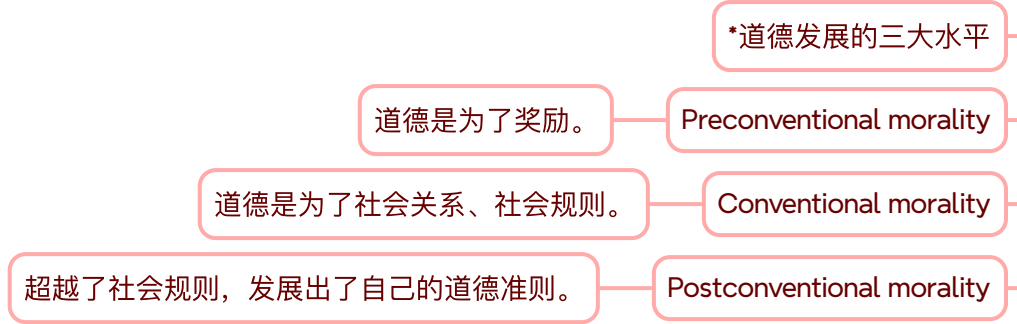 *道德发展的三大水平
道德是为了奖励。
Preconventional morality
道德是为了社会关系、社会规则。
Conventional morality
超越了社会规则，发展出了自己的道德准则。
Postconventional morality